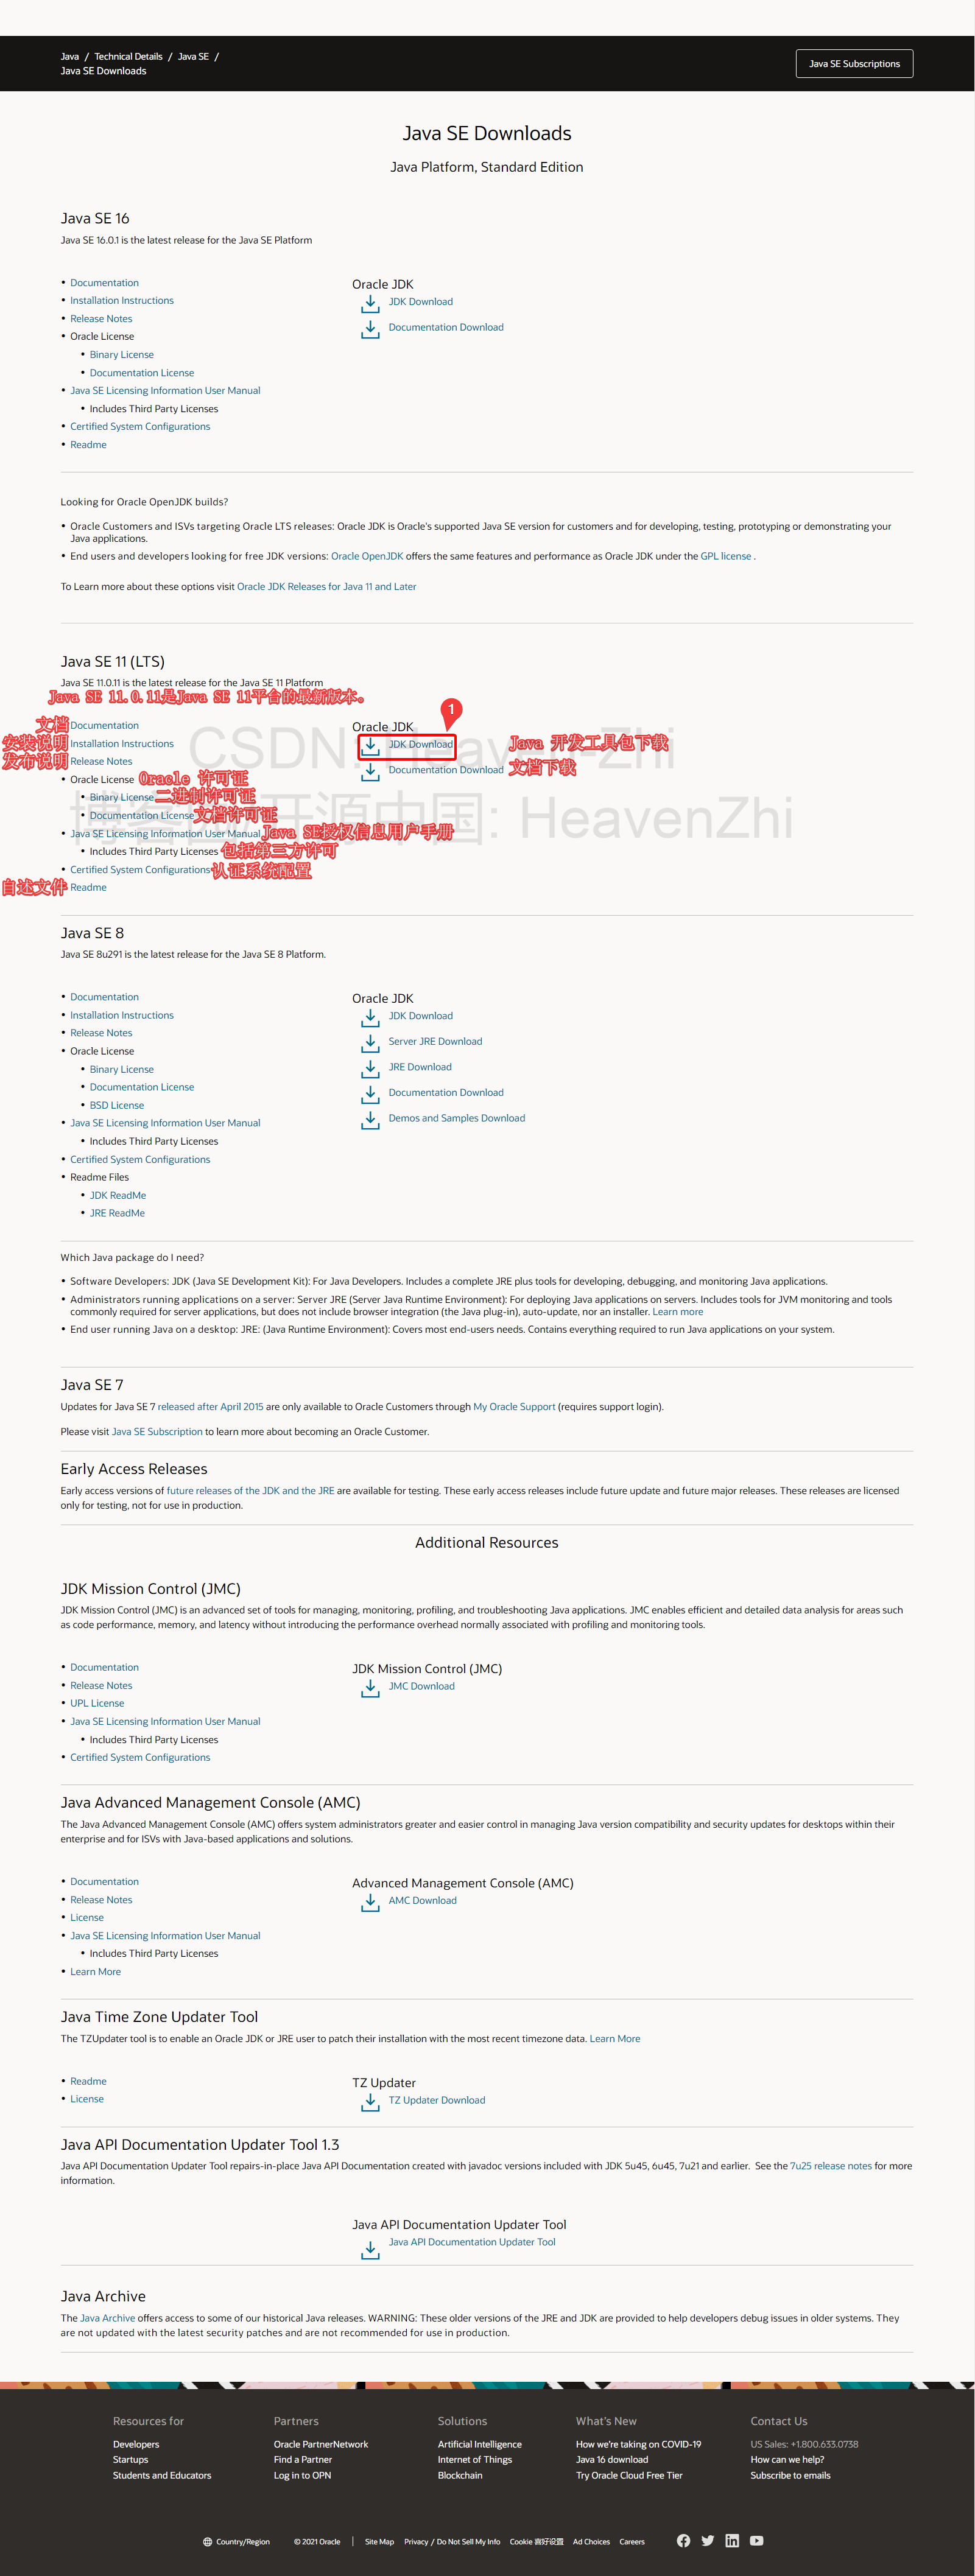 Java / Technical Details / Java SE /
Java SE Downloads
Java SE Subscriptions
Java SE Downloads
Java Platform, Standard Edition
Java SE 16
Java SE 16.0.1 is the latest release for the Java SE Platform
• Documentation
• Installation Instructions
• Release Notes
• Oracle License
• Binary License
• Documentation License
• Java SE Licensing Information User Manual
• Includes Third Party Licenses
• Certified System Configurations
• Readme
Oracle JDK
JDK Download
Documentation Download
Looking for Oracle OpenJDK builds?
• Oracle Customers and ISVs targeting Oracle LTS releases: Oracle JDK is Oracle's supported Java SE version for customers and for developing, testing, prototyping or demonstrating your
Java applications.
• End users and developers looking for free JDK versions: Oracle OpenJDK offers the same features and performance as Oracle JDK under the GPL license .
To Learn more about these options visit Oracle JDK Releases for Java 11 and Later
Java SE 11 (LTS)
Java SE 11.0.11 is the latest release for the Java SE 11 Platform
Java SE 11.0.11是Java SE 11平台的最新版本。
文档 Documentation
安装说明 Installation Instructions
发布说明 Release Notes
• Oracle License Oracle 许可证
• Binary License 二进制许可证
• Documentation License 文档许可证
• Java SE Licensing Information User Manual Java SE授权信息用户手册
• Includes Third Party Licenses 包括第三方许可
• Certified System Configurations 认证系统配置
自述文件 Readme
Oracle JDK
1
JDK Download Java 开发工具包下载
Documentation Download 文档下载
CSDN: Heaven-Zhi
博客园/开源中国: HeavenZhi
Java SE 8
Java SE 8u291 is the latest release for the Java SE 8 Platform.
• Documentation
• Installation Instructions
• Release Notes
• Oracle License
• Binary License
• Documentation License
• BSD License
• Java SE Licensing Information User Manual
• Includes Third Party Licenses
• Certified System Configurations
• Readme Files
• JDK ReadMe
• JRE ReadMe
Oracle JDK
JDK Download
Server JRE Download
JRE Download
Documentation Download
Demos and Samples Download
Which Java package do I need?
• Software Developers: JDK (Java SE Development Kit): For Java Developers. Includes a complete JRE plus tools for developing, debugging, and monitoring Java applications.
• Administrators running applications on a server: Server JRE (Server Java Runtime Environment): For deploying Java applications on servers. Includes tools for JVM monitoring and tools
commonly required for server applications, but does not include browser integration (the Java plug-in), auto-update, nor an installer. Learn more
• End user running Java on a desktop: JRE: (Java Runtime Environment): Covers most end-users needs. Contains everything required to run Java applications on your system.
Java SE 7
Updates for Java SE 7 released after April 2015 are only available to Oracle Customers through My Oracle Support (requires support login).
Please visit Java SE Subscription to learn more about becoming an Oracle Customer.
Early Access Releases
Early access versions of future releases of the JDK and the JRE are available for testing. These early access releases include future update and future major releases. These releases are licensed
only for testing, not for use in production.
Additional Resources
JDK Mission Control (JMC)
JDK Mission Control (JMC) is an advanced set of tools for managing, monitoring, profiling, and troubleshooting Java applications. JMC enables efficient and detailed data analysis for areas such
as code performance, memory, and latency without introducing the performance overhead normally associated with profiling and monitoring tools.
• Documentation
• Release Notes
• UPL License
• Java SE Licensing Information User Manual
• Includes Third Party Licenses
• Certified System Configurations
JDK Mission Control (JMC)
JMC Download
Java Advanced Management Console (AMC)
The Java Advanced Management Console (AMC) offers system administrators greater and easier control in managing Java version compatibility and security updates for desktops within their
enterprise and for ISVs with Java-based applications and solutions.
• Documentation
• Release Notes
• License
• Java SE Licensing Information User Manual
• Includes Third Party Licenses
• Learn More
Advanced Management Console (AMC)
AMC Download
Java Time Zone Updater Tool
The TZUpdater tool is to enable an Oracle JDK or JRE user to patch their installation with the most recent timezone data. Learn More
• Readme
• License
TZ Updater
TZ Updater Download
Java API Documentation Updater Tool 1.3
Java API Documentation Updater Tool repairs-in-place Java API Documentation created with javadoc versions included with JDK 5u45, 6u45, 7u21 and earlier. See the 7u25 release notes for more
information.
Java API Documentation Updater Tool
Java API Documentation Updater Tool
Java Archive
The Java Archive offers access to some of our historical Java releases. WARNING: These older versions of the JRE and JDK are provided to help developers debug issues in older systems. They
are not updated with the latest security patches and are not recommended for use in production.
Resources for
Developers
Startups
Students and Educators
Partners
Oracle PartnerNetwork
Find a Partner
Log in to OPN
Solutions
Artificial Intelligence
Internet of Things
Blockchain
What's New
How we're taking on COVID-19
Java 16 download
Try Oracle Cloud Free Tier
Contact Us
US Sales: +1.800.633.0738
How can we help?
Subscribe to emails
Country/Region © 2021 Oracle | Site Map Privacy / Do Not Sell My Info Cookie 喜好设置 Ad Choices Careers